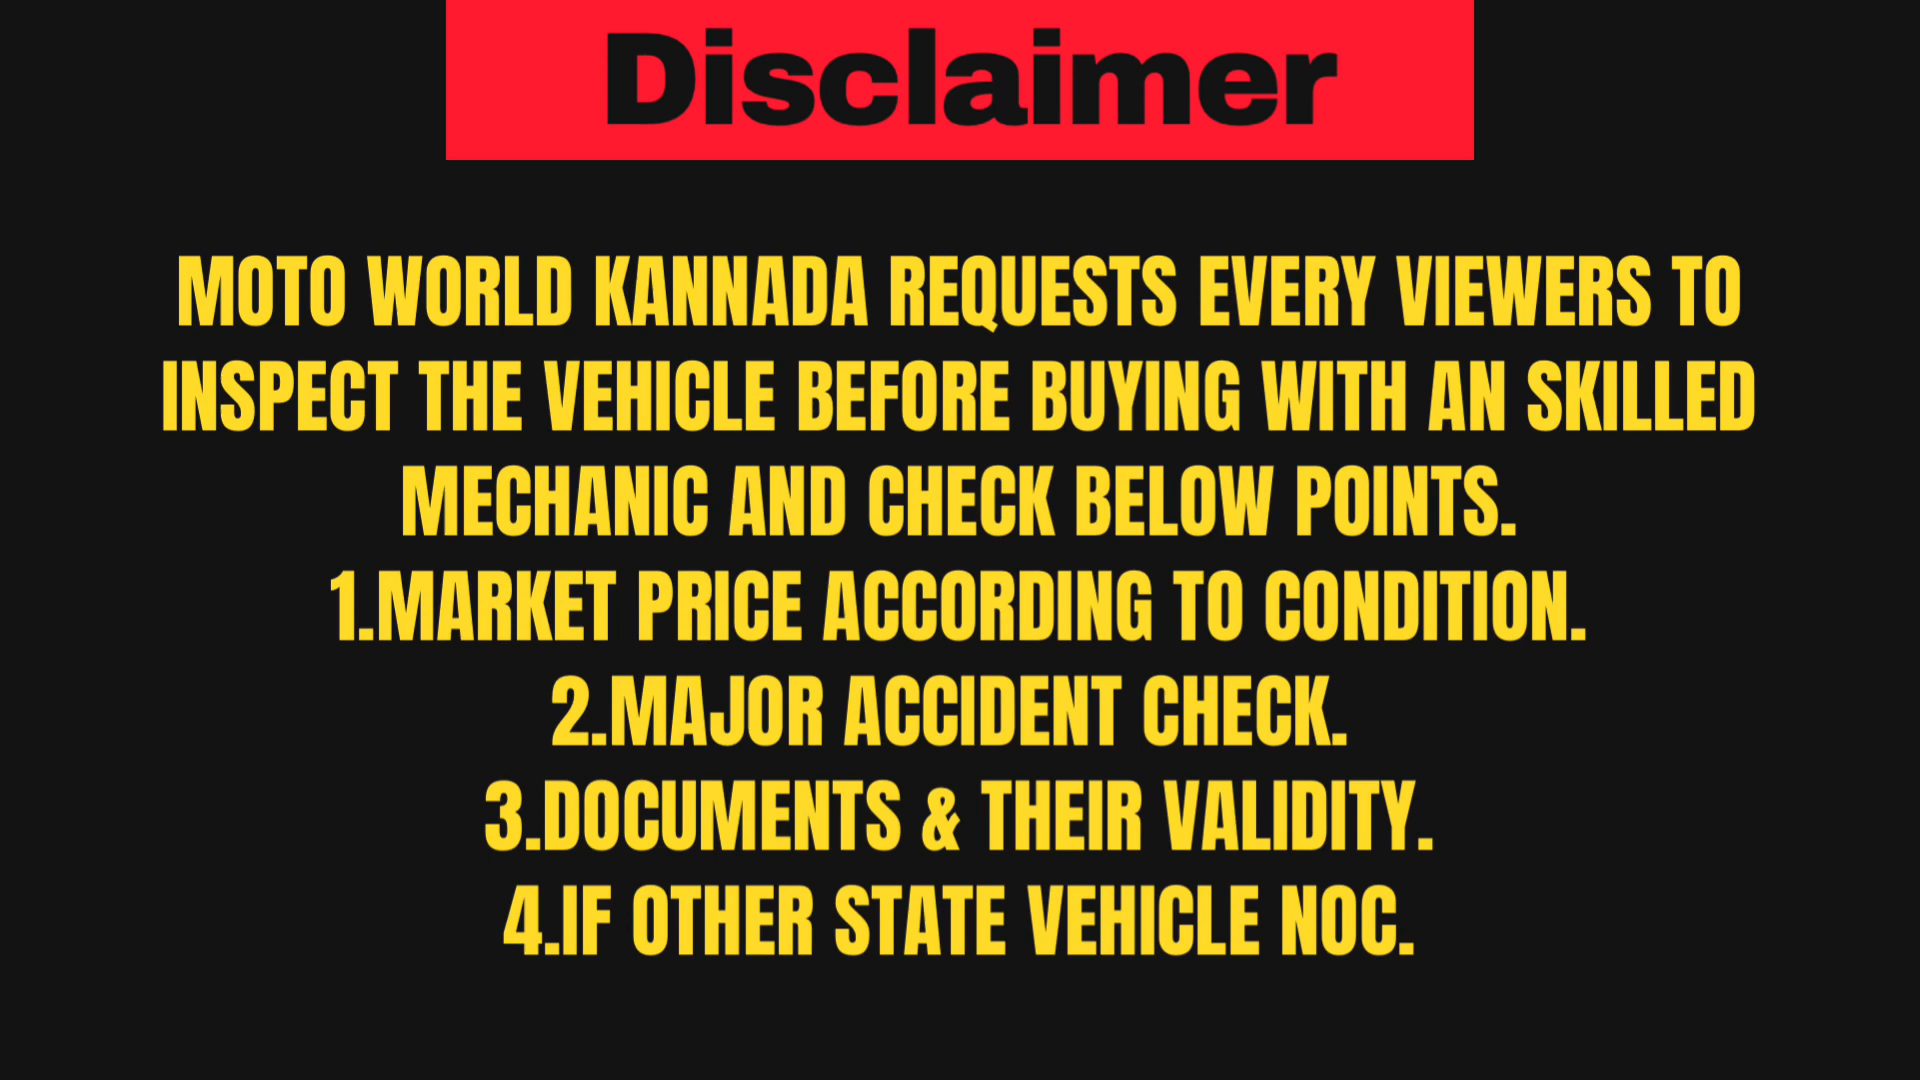 Disclaimer
MOTO WORLD KANNADA REQUESTS EVERY VIEWERS TO
INSPECT THE VEHICLE BEFORE BUYING WITH AN SKILLED
MECHANIC AND CHECK BELOW POINTS.
1.MARKET PRICE ACCORDING TO CONDITION.
2.MAJOR ACCIDENT CHECK.
3.DOCUMENTS & THEIR VALIDITY.
4.IF OTHER STATE VEHICLE NOC.